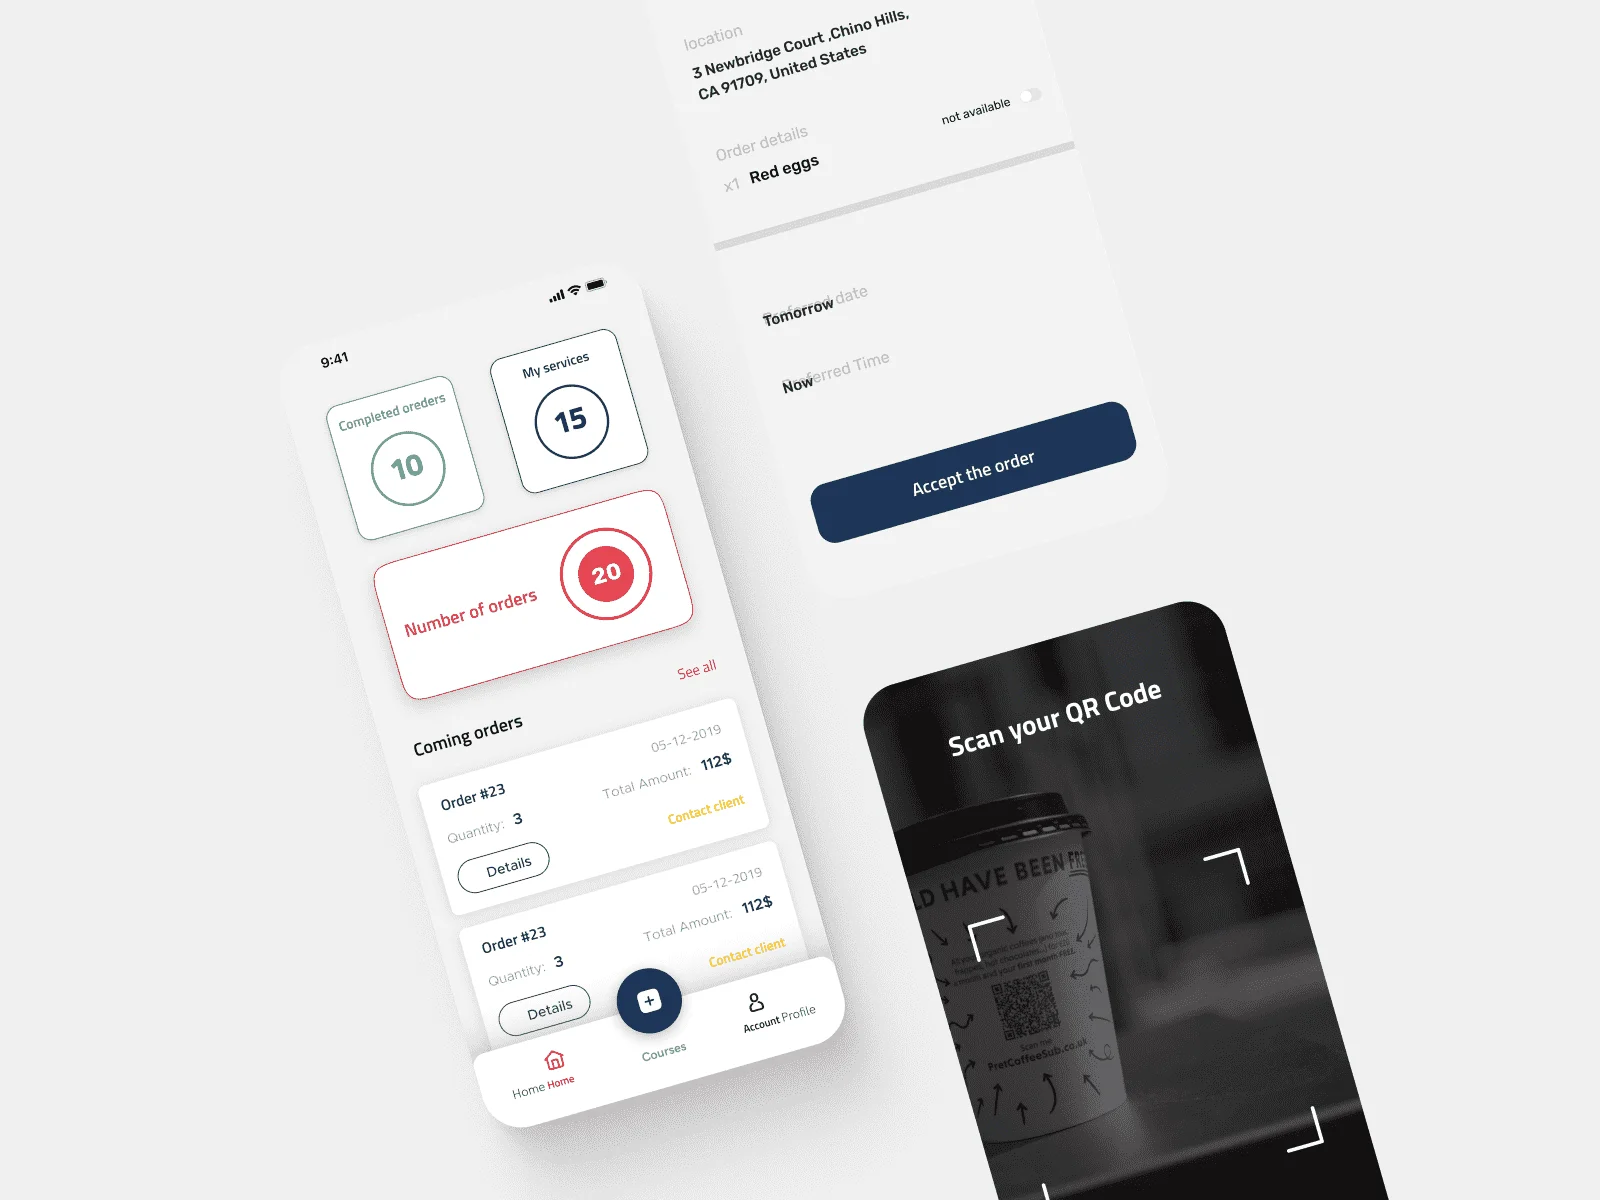 location
3 Newbridge Court ,Chino Hills,
CA 91709, United States
not available
Order details
x1 Red eggs
Preferred date
Tomorrow
Preferred Time
Now
Accept the order
9:41
Completed oreders
10
My services
15
Number of orders
20
See all
Coming orders
05-12-2019
Order #23
Total Amount: 112$
Quantity: 3
Contact client
Details
05-12-2019
Order #23
Total Amount: 112$
Quantity: 3
Contact client
Details
Home Home
Courses
Account Profile
Scan your QR Code
LD HAVE BEEN FRE
Scan me
PretCoffeeSub.co.uk